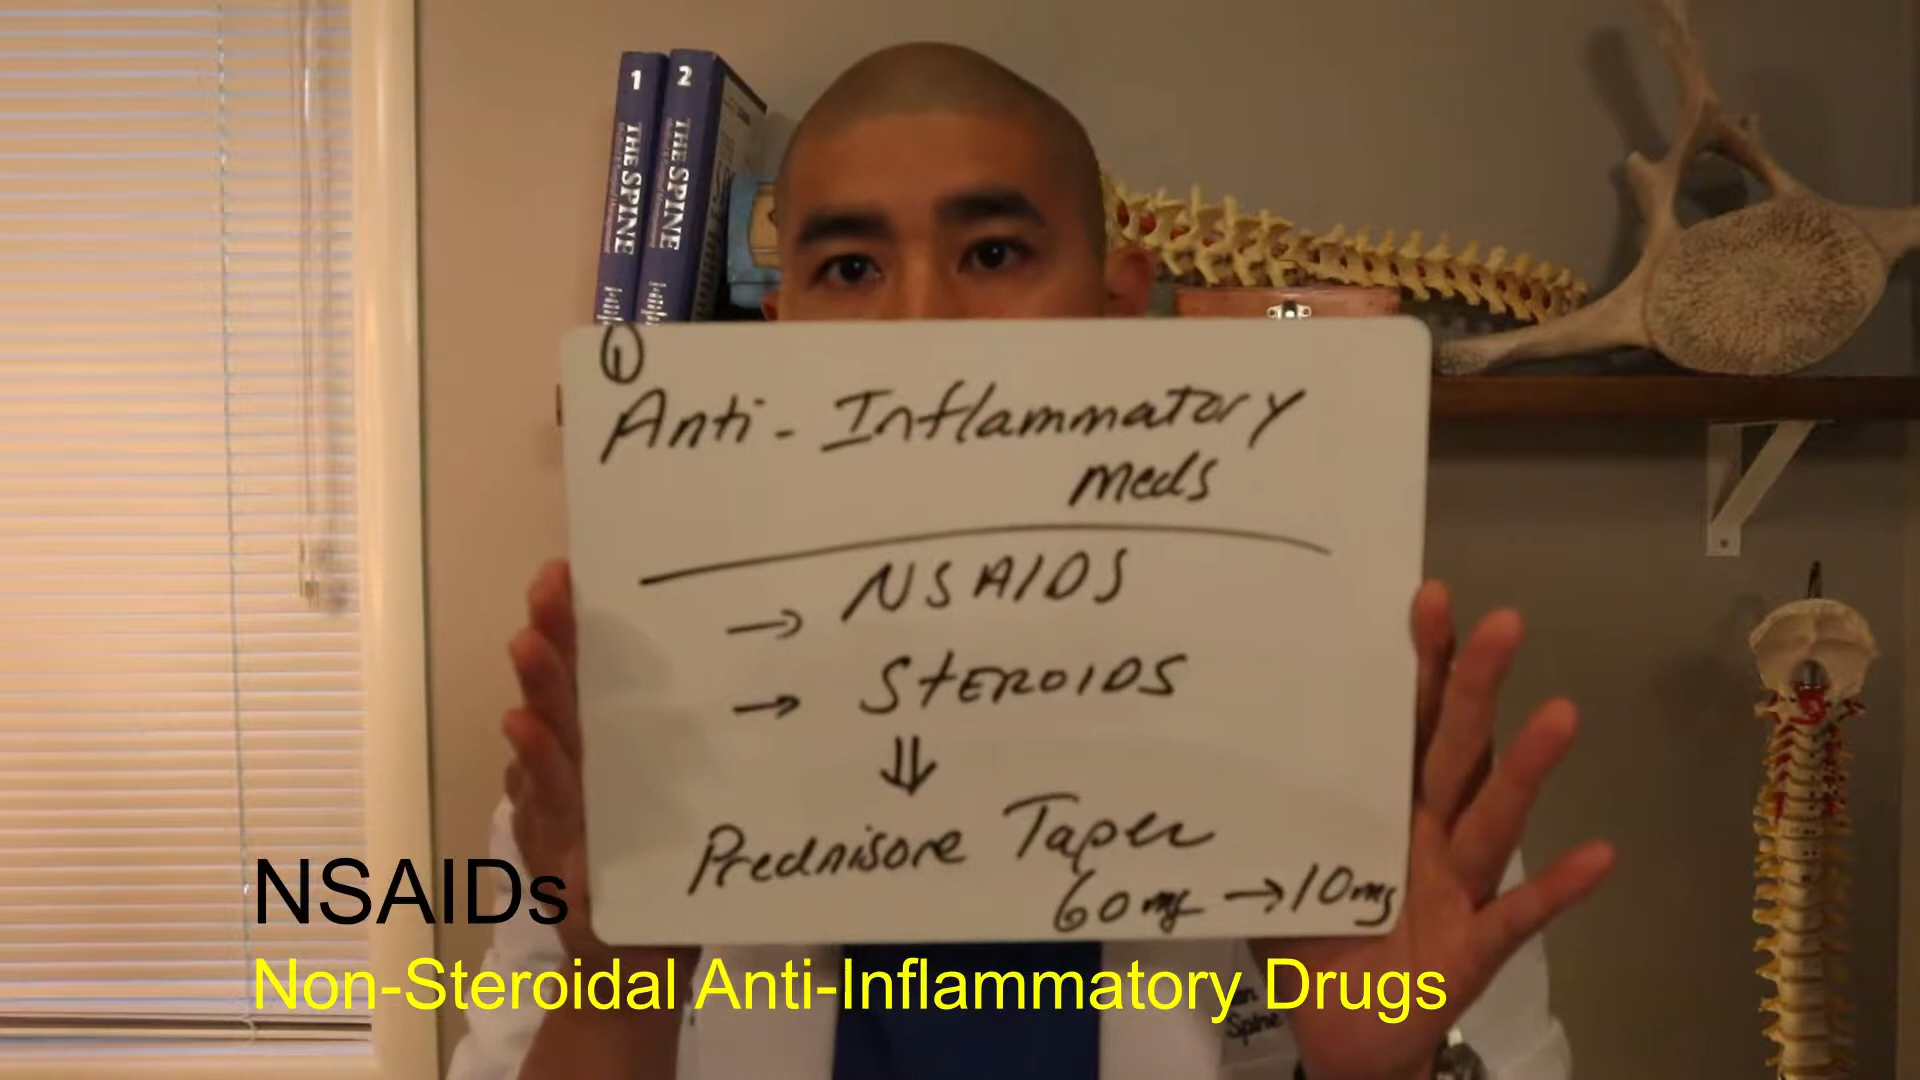 1
THE SPINE
2
THE SPINE
1
Anti-Inflammatory
Meds
→ NSAIDS
→ STEROIDS
⇓
Prednisone Taper
60mg → 10mg
NSAIDs
Non-Steroidal Anti-Inflammatory Drugs
Spine